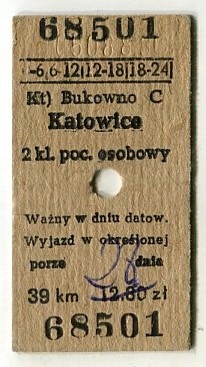 68501
-6,6-12|12-18|18-24|
Kt) Bukowno C
Katowice
2 kl. poc. osobowy
Ważny w dniu datow.
Wyjazd w określonej
porze dnia
39 km 12.80 zł
68501